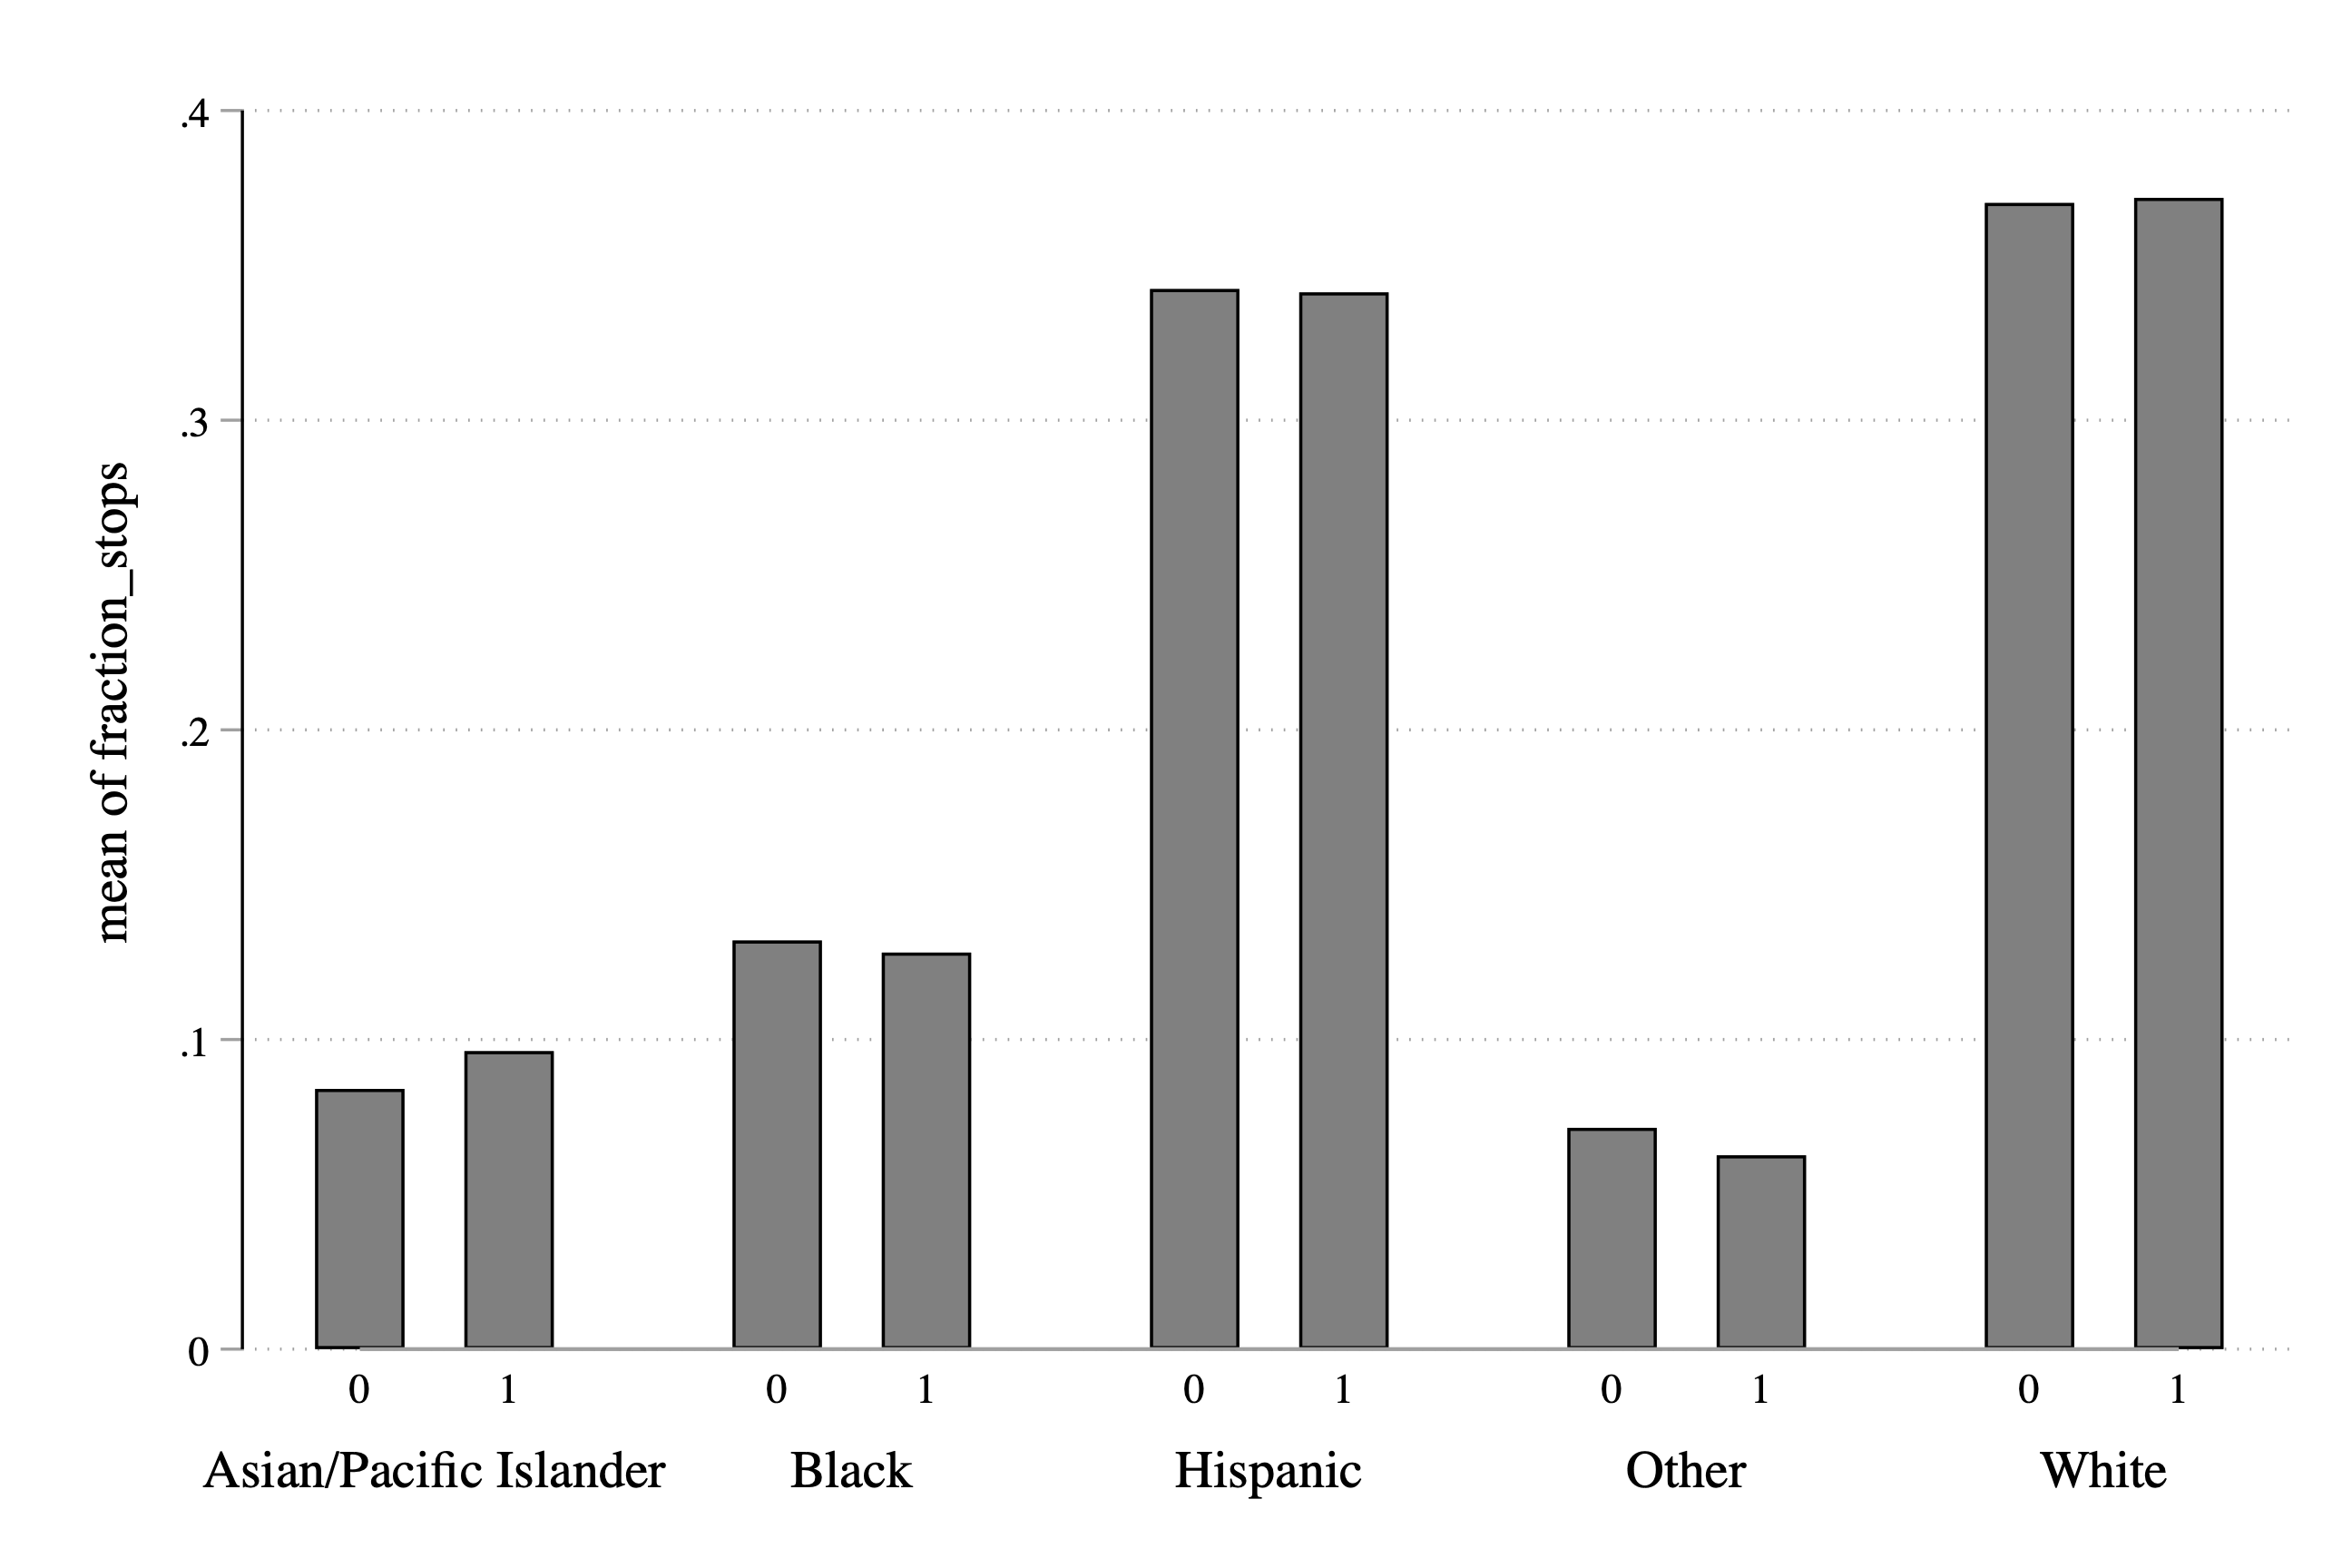 mean of fraction_stops
.4
.3
.2
.1
0
0 1 0 1 0 1 0 1 0 1
Asian/Pacific Islander Black Hispanic Other White